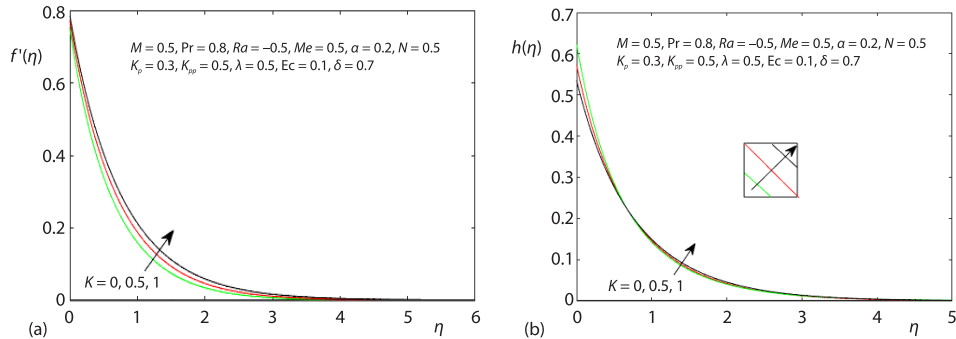 0.8
0.6
0.4
0.2
0
f'(η)
M = 0.5, Pr = 0.8, Ra = –0.5, Me = 0.5, α = 0.2, N = 0.5
K_p = 0.3, K_pp = 0.5, λ = 0.5, Ec = 0.1, δ = 0.7
K = 0, 0.5, 1
0 1 2 3 4 5 6
(a)
η
0.7
0.6
0.5
0.4
0.3
0.2
0.1
0
h(η)
M = 0.5, Pr = 0.8, Ra = –0.5, Me = 0.5, α = 0.2, N = 0.5
K_p = 0.3, K_pp = 0.5, λ = 0.5, Ec = 0.1, δ = 0.7
K = 0, 0.5, 1
0 1 2 3 4 5
(b)
η